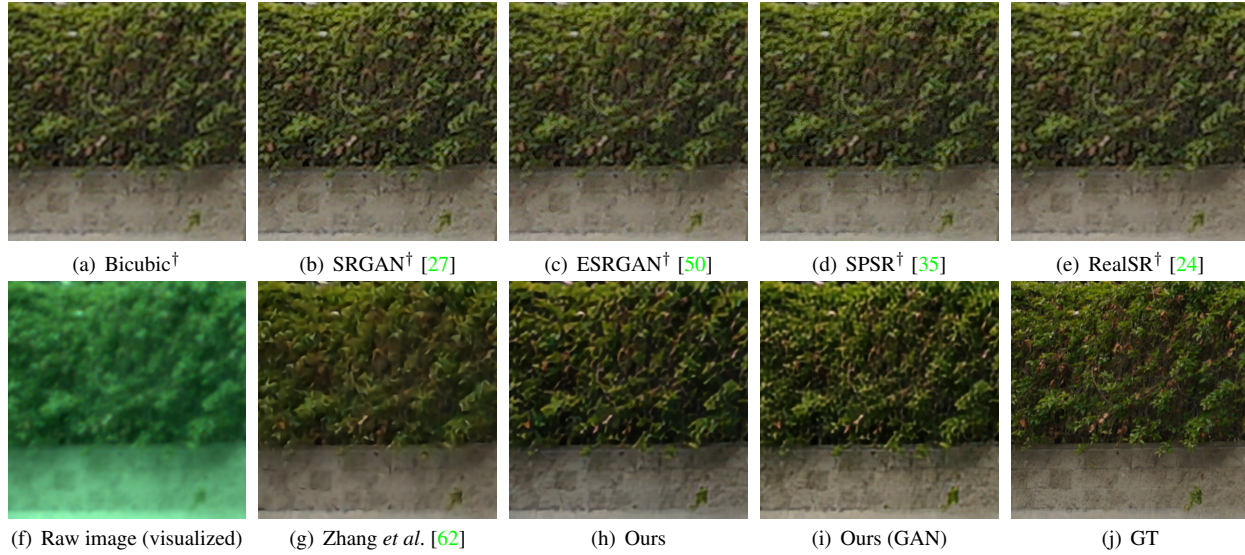 (a) Bicubic†
(b) SRGAN† [27]
(c) ESRGAN† [50]
(d) SPSR† [35]
(e) RealSR† [24]
(f) Raw image (visualized)
(g) Zhang et al. [62]
(h) Ours
(i) Ours (GAN)
(j) GT